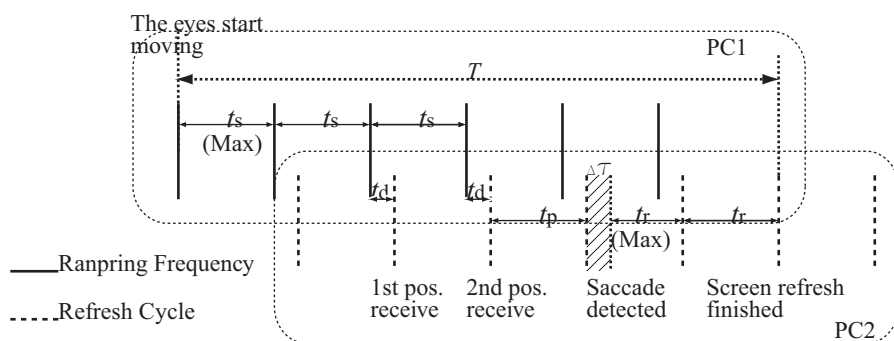 The eyes start
moving
PC1
T
ts
ts
ts
(Max)
td
td
Δτ
tp
tr
tr
(Max)
Ranpring Frequency
Refresh Cycle
1st pos.
receive
2nd pos.
receive
Saccade
detected
Screen refresh
finished
PC2